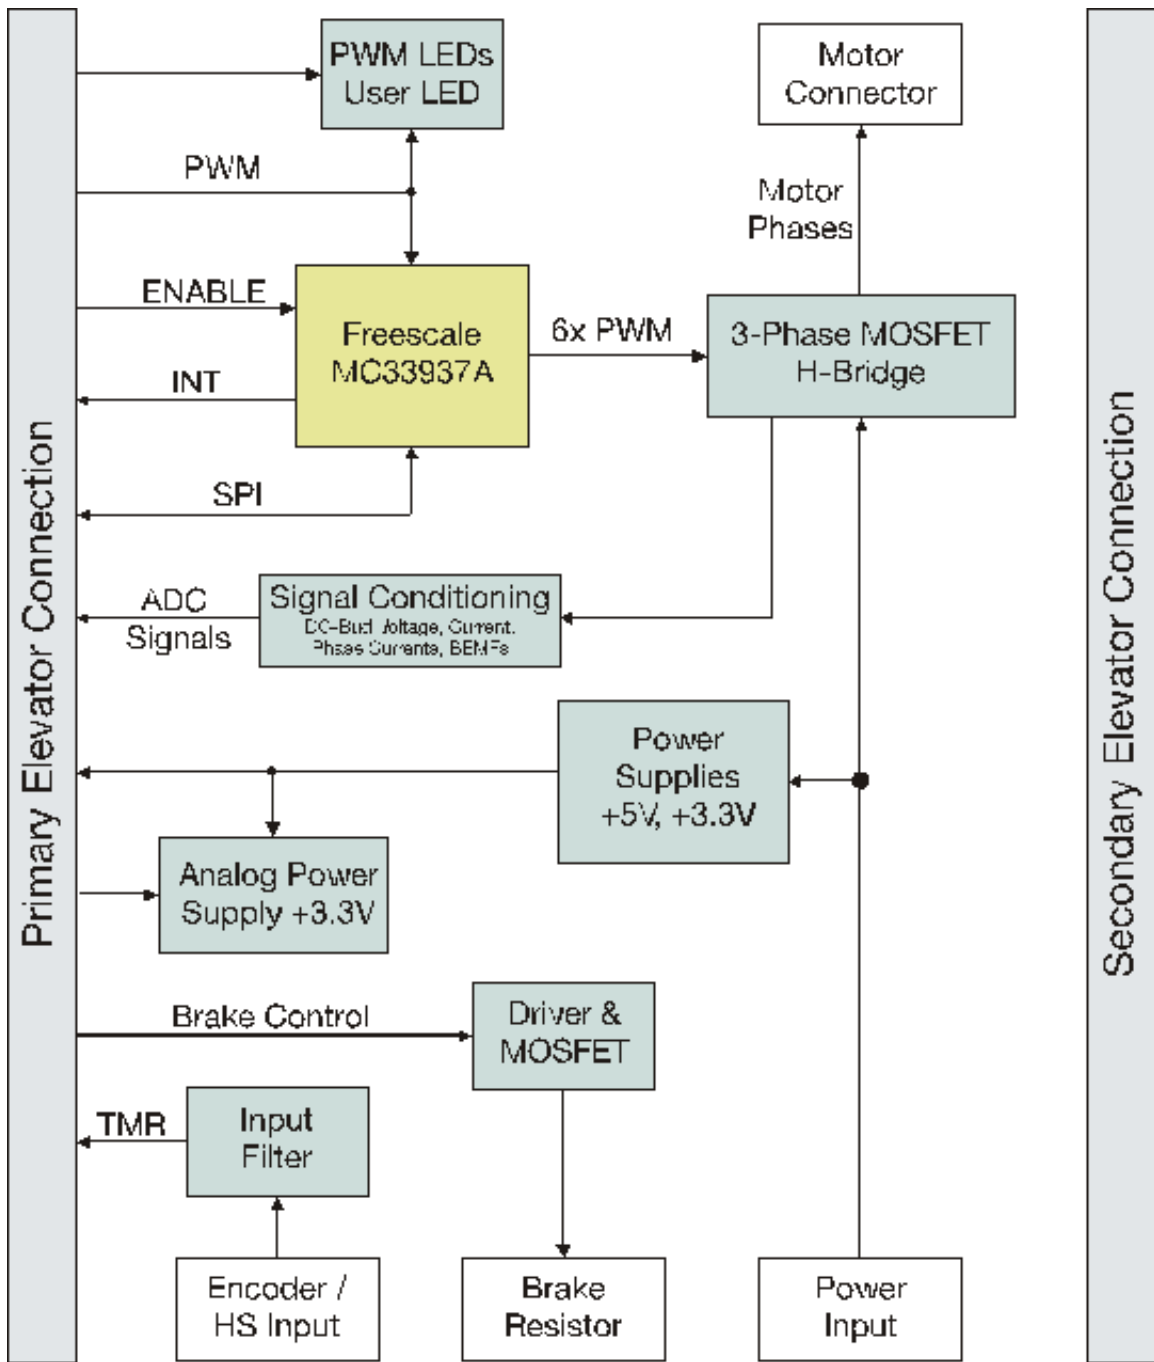 PWM LEDs
User LED
Motor
Connector
PWM
Motor
Phases
ENABLE
Freescale
MC33937A
6x PWM
3-Phase MOSFET
H-Bridge
INT
SPI
ADC
Signals
Signal Conditioning
Voltage, Current,
Phase Currents, BEMFs
Power
Supplies
+5V, +3.3V
Analog Power
Supply +3.3V
Brake Control
Driver &
MOSFET
TMR
Input
Filter
Encoder /
HS Input
Brake
Resistor
Power
Input
Primary Elevator Connection
Secondary Elevator Connection